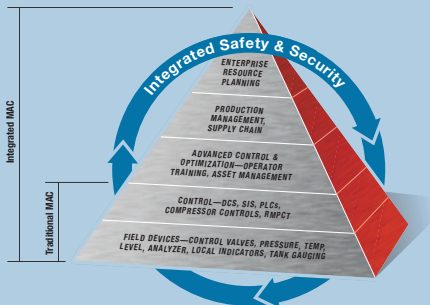 Integrated Safety & Security
ENTERPRISE
RESOURCE
PLANNING
PRODUCTION
MANAGEMENT,
SUPPLY CHAIN
ADVANCED CONTROL &
OPTIMIZATION—OPERATOR
TRAINING, ASSET MANAGEMENT
CONTROL—DCS, SIS, PLCs,
COMPRESSOR CONTROLS, RMPCT
FIELD DEVICES—CONTROL VALVES, PRESSURE, TEMP,
LEVEL, ANALYZER, LOCAL INDICATORS, TANK GAUGING
Integrated MAC
Traditional MAC